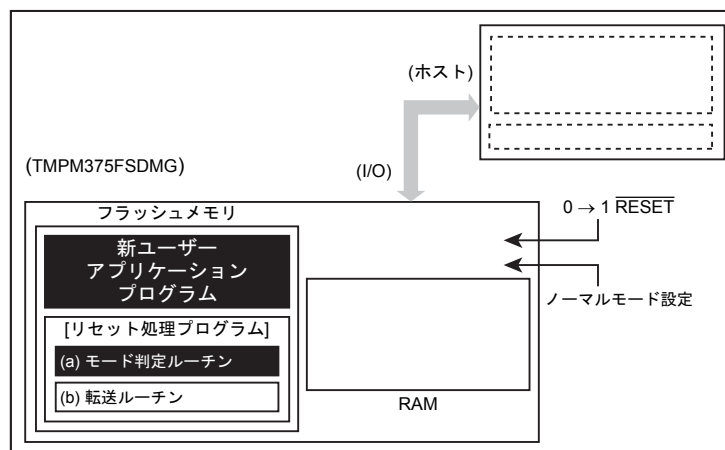 (ホスト)
(TMPM375FSDMG)
(I/O)
フラッシュメモリ
新ユーザー
アプリケーション
プログラム
[リセット処理プログラム]
(a) モード判定ルーチン
(b) 転送ルーチン
RAM
0 → 1 RESET
ノーマルモード設定